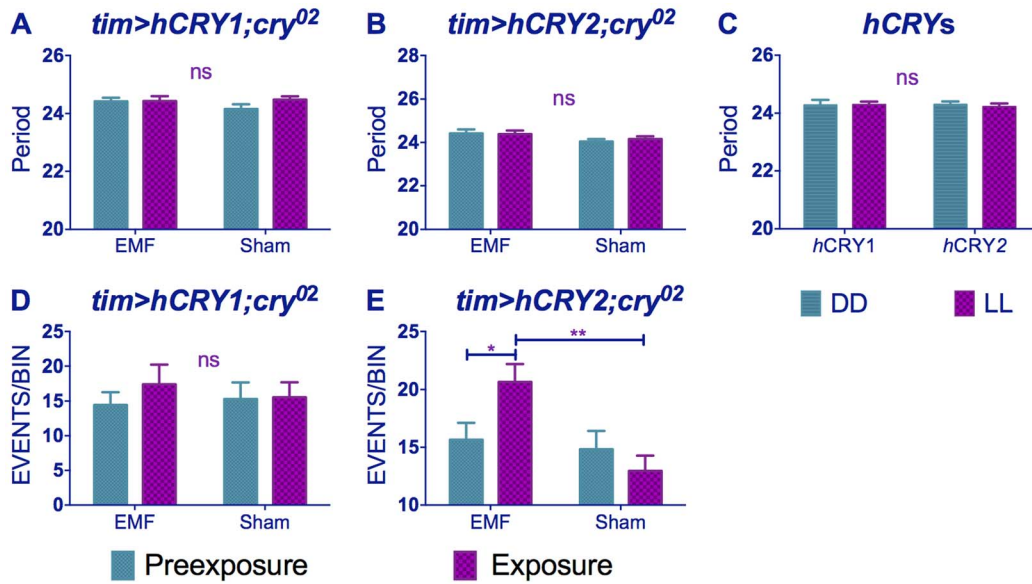 A tim>hCRY1;cry⁰²
Period
26
24
22
20
ns
EMF Sham
B tim>hCRY2;cry⁰²
Period
28
26
24
22
20
ns
EMF Sham
C hCRYs
Period
26
24
22
20
ns
hCRY1 hCRY2
DD LL
D tim>hCRY1;cry⁰²
EVENTS/BIN
25
20
15
10
5
0
ns
EMF Sham
E tim>hCRY2;cry⁰²
EVENTS/BIN
25
20
15
10
*
**
EMF Sham
Preexposure Exposure